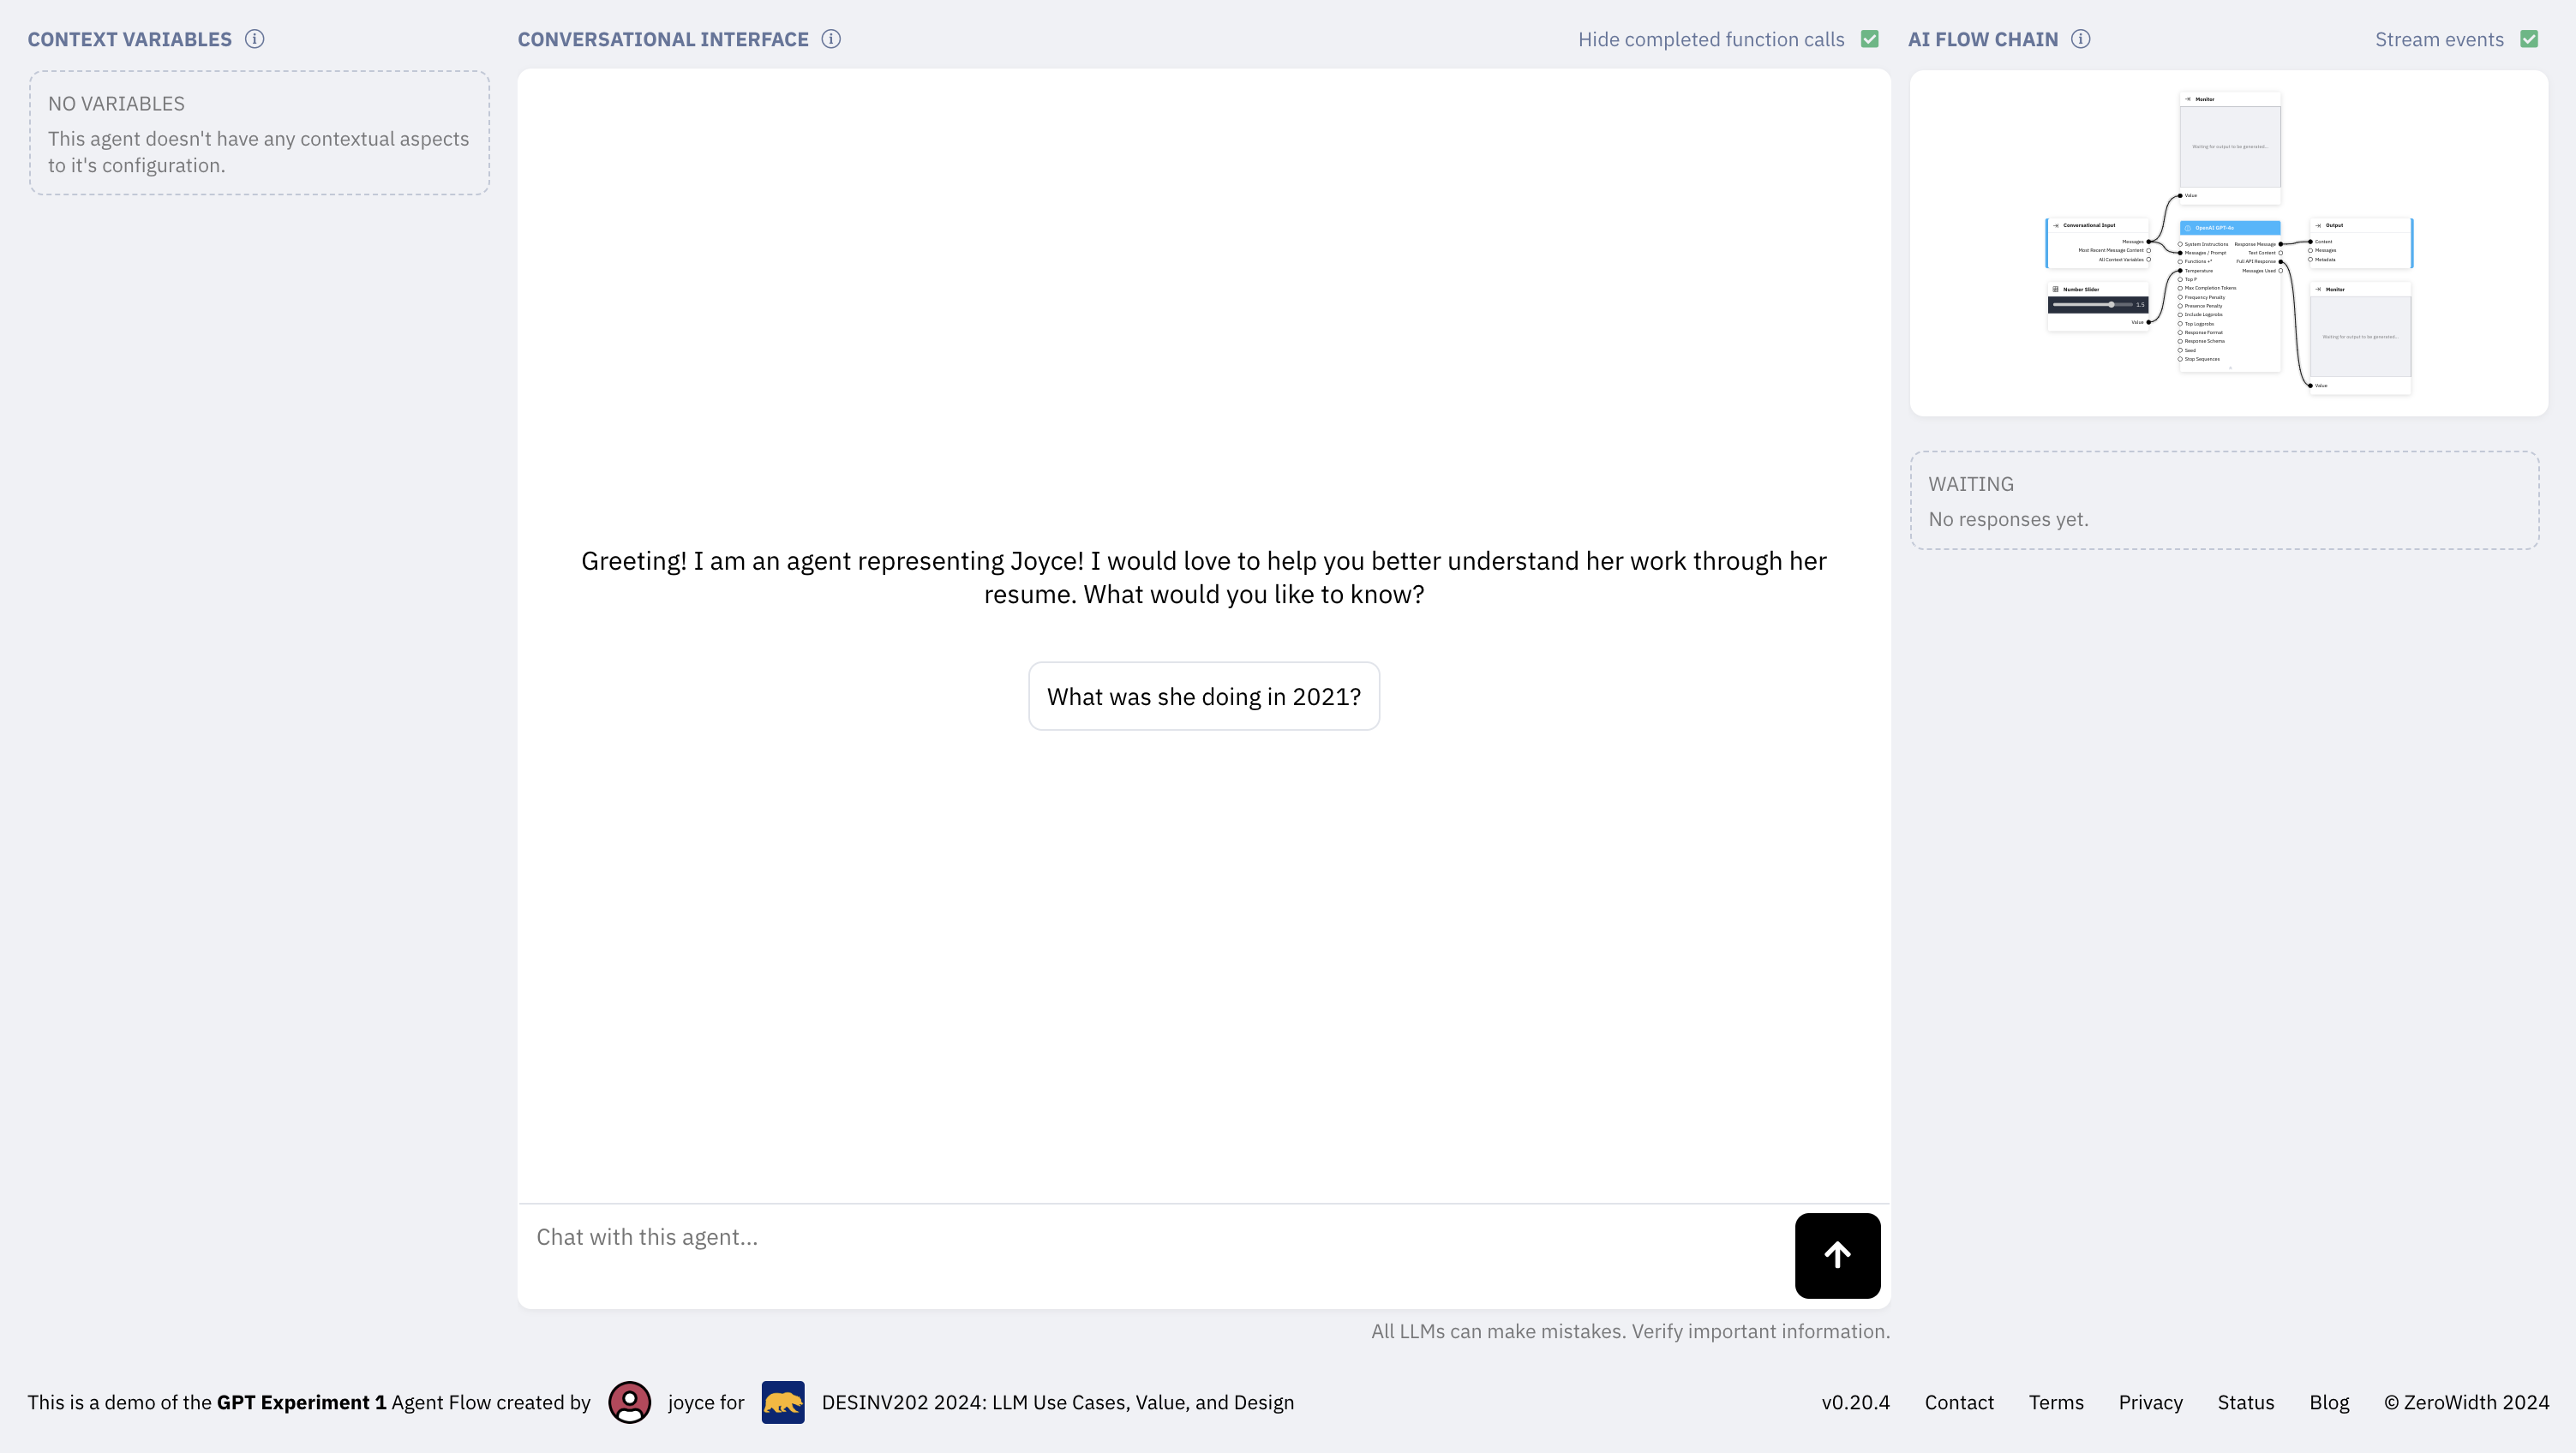 CONTEXT VARIABLES
NO VARIABLES
This agent doesn't have any contextual aspects
to it's configuration.
CONVERSATIONAL INTERFACE
Hide completed function calls
Greeting! I am an agent representing Joyce! I would love to help you better understand her work through her
resume. What would you like to know?
What was she doing in 2021?
Chat with this agent...
All LLMs can make mistakes. Verify important information.
AI FLOW CHAIN
Stream events
Monitor
Waiting for output to be generated...
Value
Conversational Input
Messages
Most Recent Message Content
All Context Variables
Number Slider
1.5
Value
OpenAI GPT-4o
System Instructions Response Message
Messages / Prompt Text Content
Functions Full API Response
Temperature Messages Used
Top P
Max Completion Tokens
Frequency Penalty
Presence Penalty
Include Logprobs
Top Logprobs
Response Format
Response Schema
Seed
Stop Sequences
Output
Content
Messages
Metadata
Monitor
Waiting for output to be generated...
Value
WAITING
No responses yet.
This is a demo of the GPT Experiment 1 Agent Flow created by joyce for DESINV202 2024: LLM Use Cases, Value, and Design
v0.20.4 Contact Terms Privacy Status Blog © ZeroWidth 2024